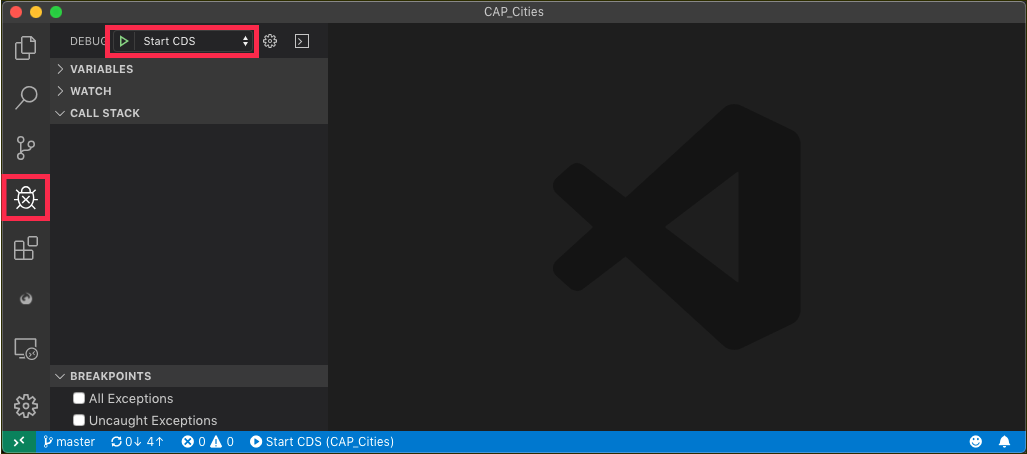 CAP_Cities
DEBUG Start CDS
VARIABLES
WATCH
CALL STACK
BREAKPOINTS
All Exceptions
Uncaught Exceptions
master 0↓ 4↑ 0 0 Start CDS (CAP_Cities)